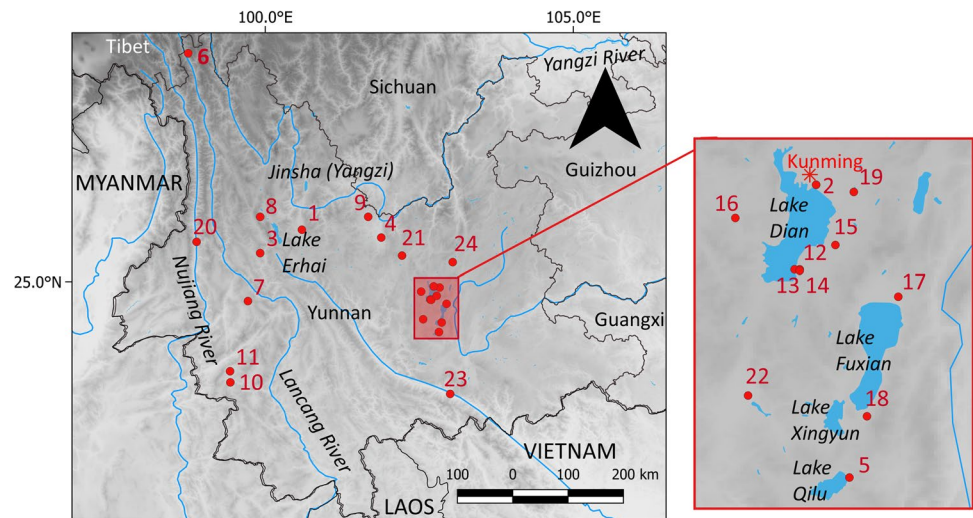 100.0°E
105.0°E
Tibet
6
Yangzi River
Sichuan
Guizhou
Jinsha (Yangzi)
MYANMAR
8
1
9
4
20
3
Lake
Erhai
21
24
25.0°N
Nujiang River
7
Yunnan
Guangxi
11
10
Lancang River
23
VIETNAM
100
0
100
200 km
LAOS
Kunming
2
19
16
Lake
Dian
15
12
13
14
17
Lake
Fuxian
22
18
Lake
Xingyun
5
Lake
Qilu